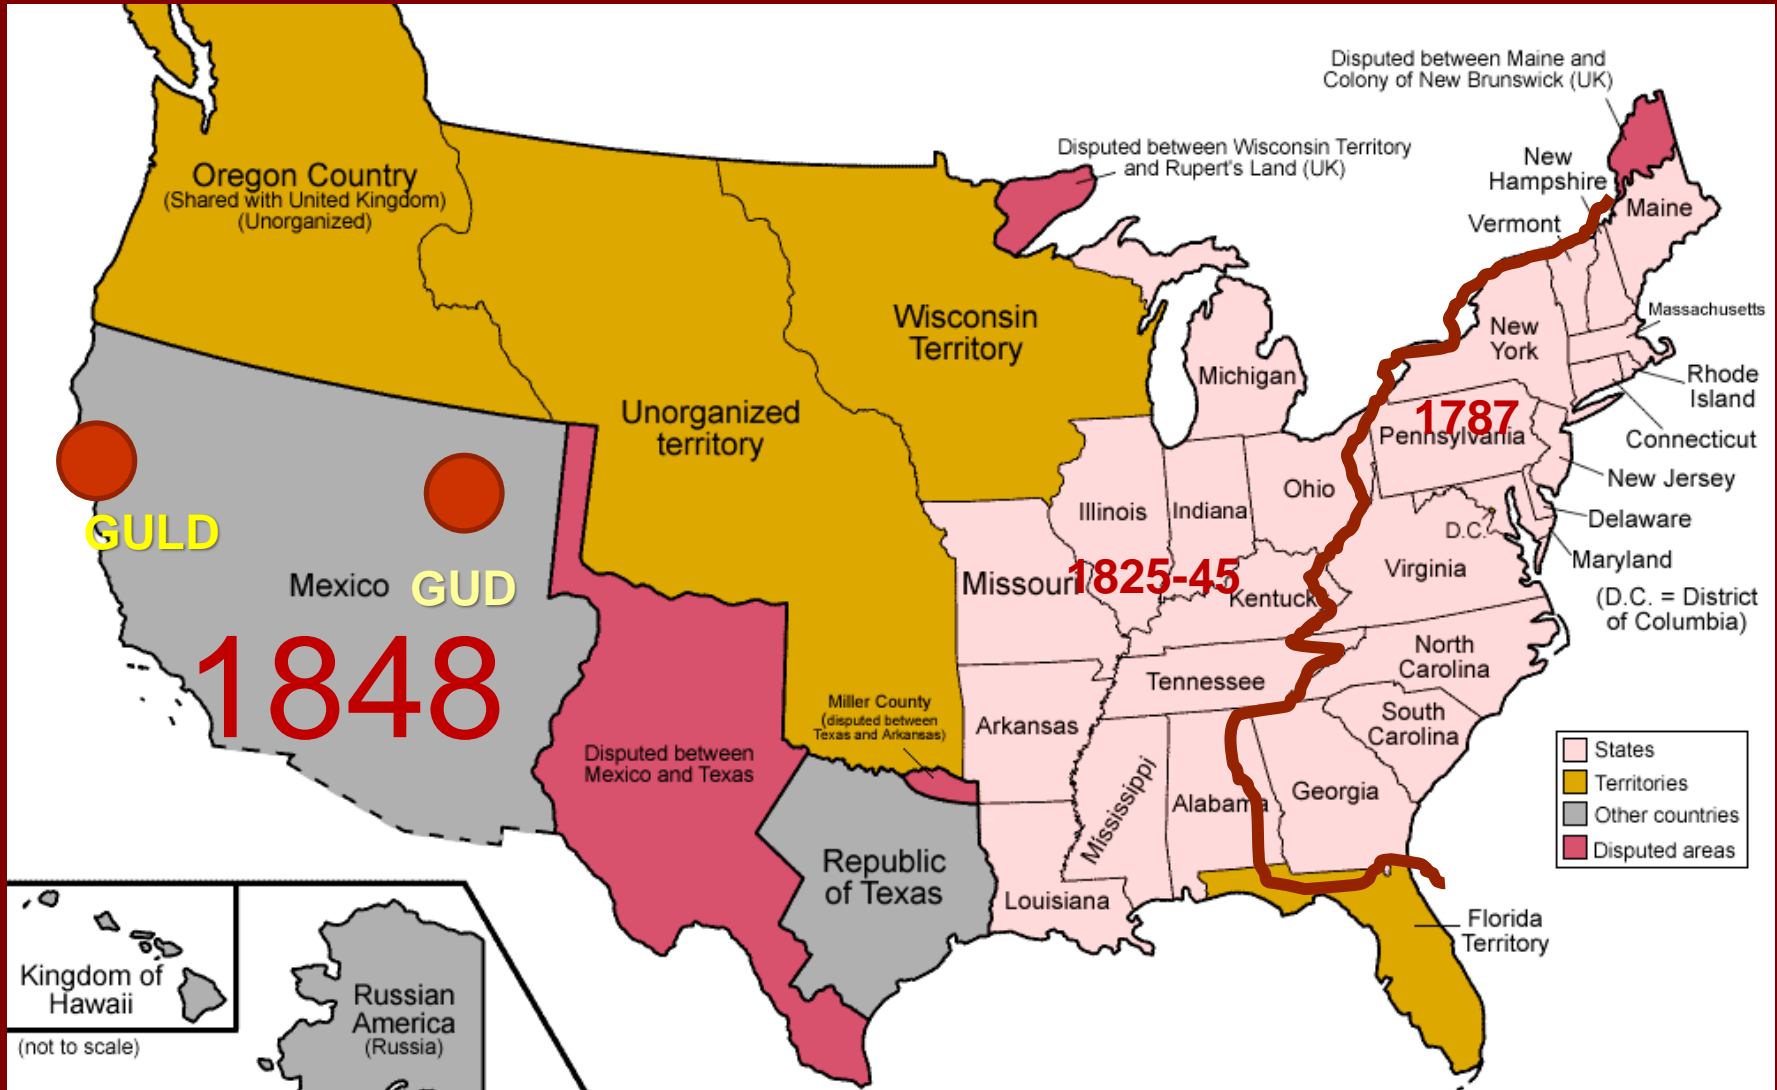 Disputed between Maine and
Colony of New Brunswick (UK)
Disputed between Wisconsin Territory
and Rupert's Land (UK)
New
Hampshire
Vermont
Maine
Oregon Country
(Shared with United Kingdom)
(Unorganized)
Wisconsin
Territory
Massachusetts
New
York
Michigan
Rhode
Island
Unorganized
territory
1787
Pennsylvania
Connecticut
New Jersey
Ohio
Illinois
Indiana
Delaware
D.C.
GULD
Maryland
Virginia
Mexico
GUD
Missouri
1825-45
Kentuck
(D.C. = District
of Columbia)
1848
North
Carolina
Tennessee
Miller County
(disputed between
Texas and Arkansas)
Arkansas
South
Carolina
Disputed between
Mexico and Texas
Mississippi
Alabama
Georgia
States
Territories
Other countries
Disputed areas
Republic
of Texas
Louisiana
Florida
Territory
Kingdom of
Hawaii
(not to scale)
Russian
America
(Russia)